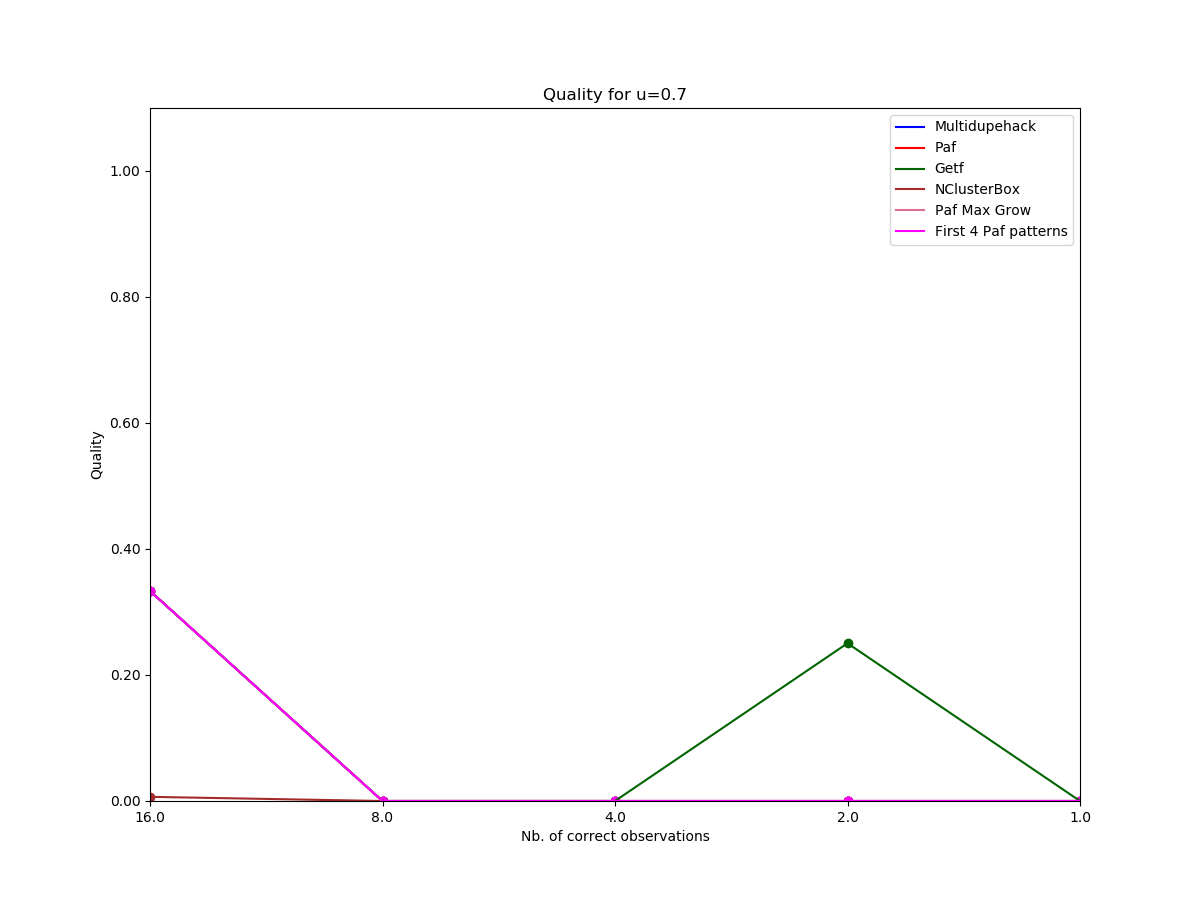 Quality for u=0.7
Multidupehack
Paf
Getf
NClusterBox
Paf Max Grow
First 4 Paf patterns
1.00
0.80
0.60
0.40
0.20
0.00
Quality
16.0 8.0 4.0 2.0 1.0
Nb. of correct observations